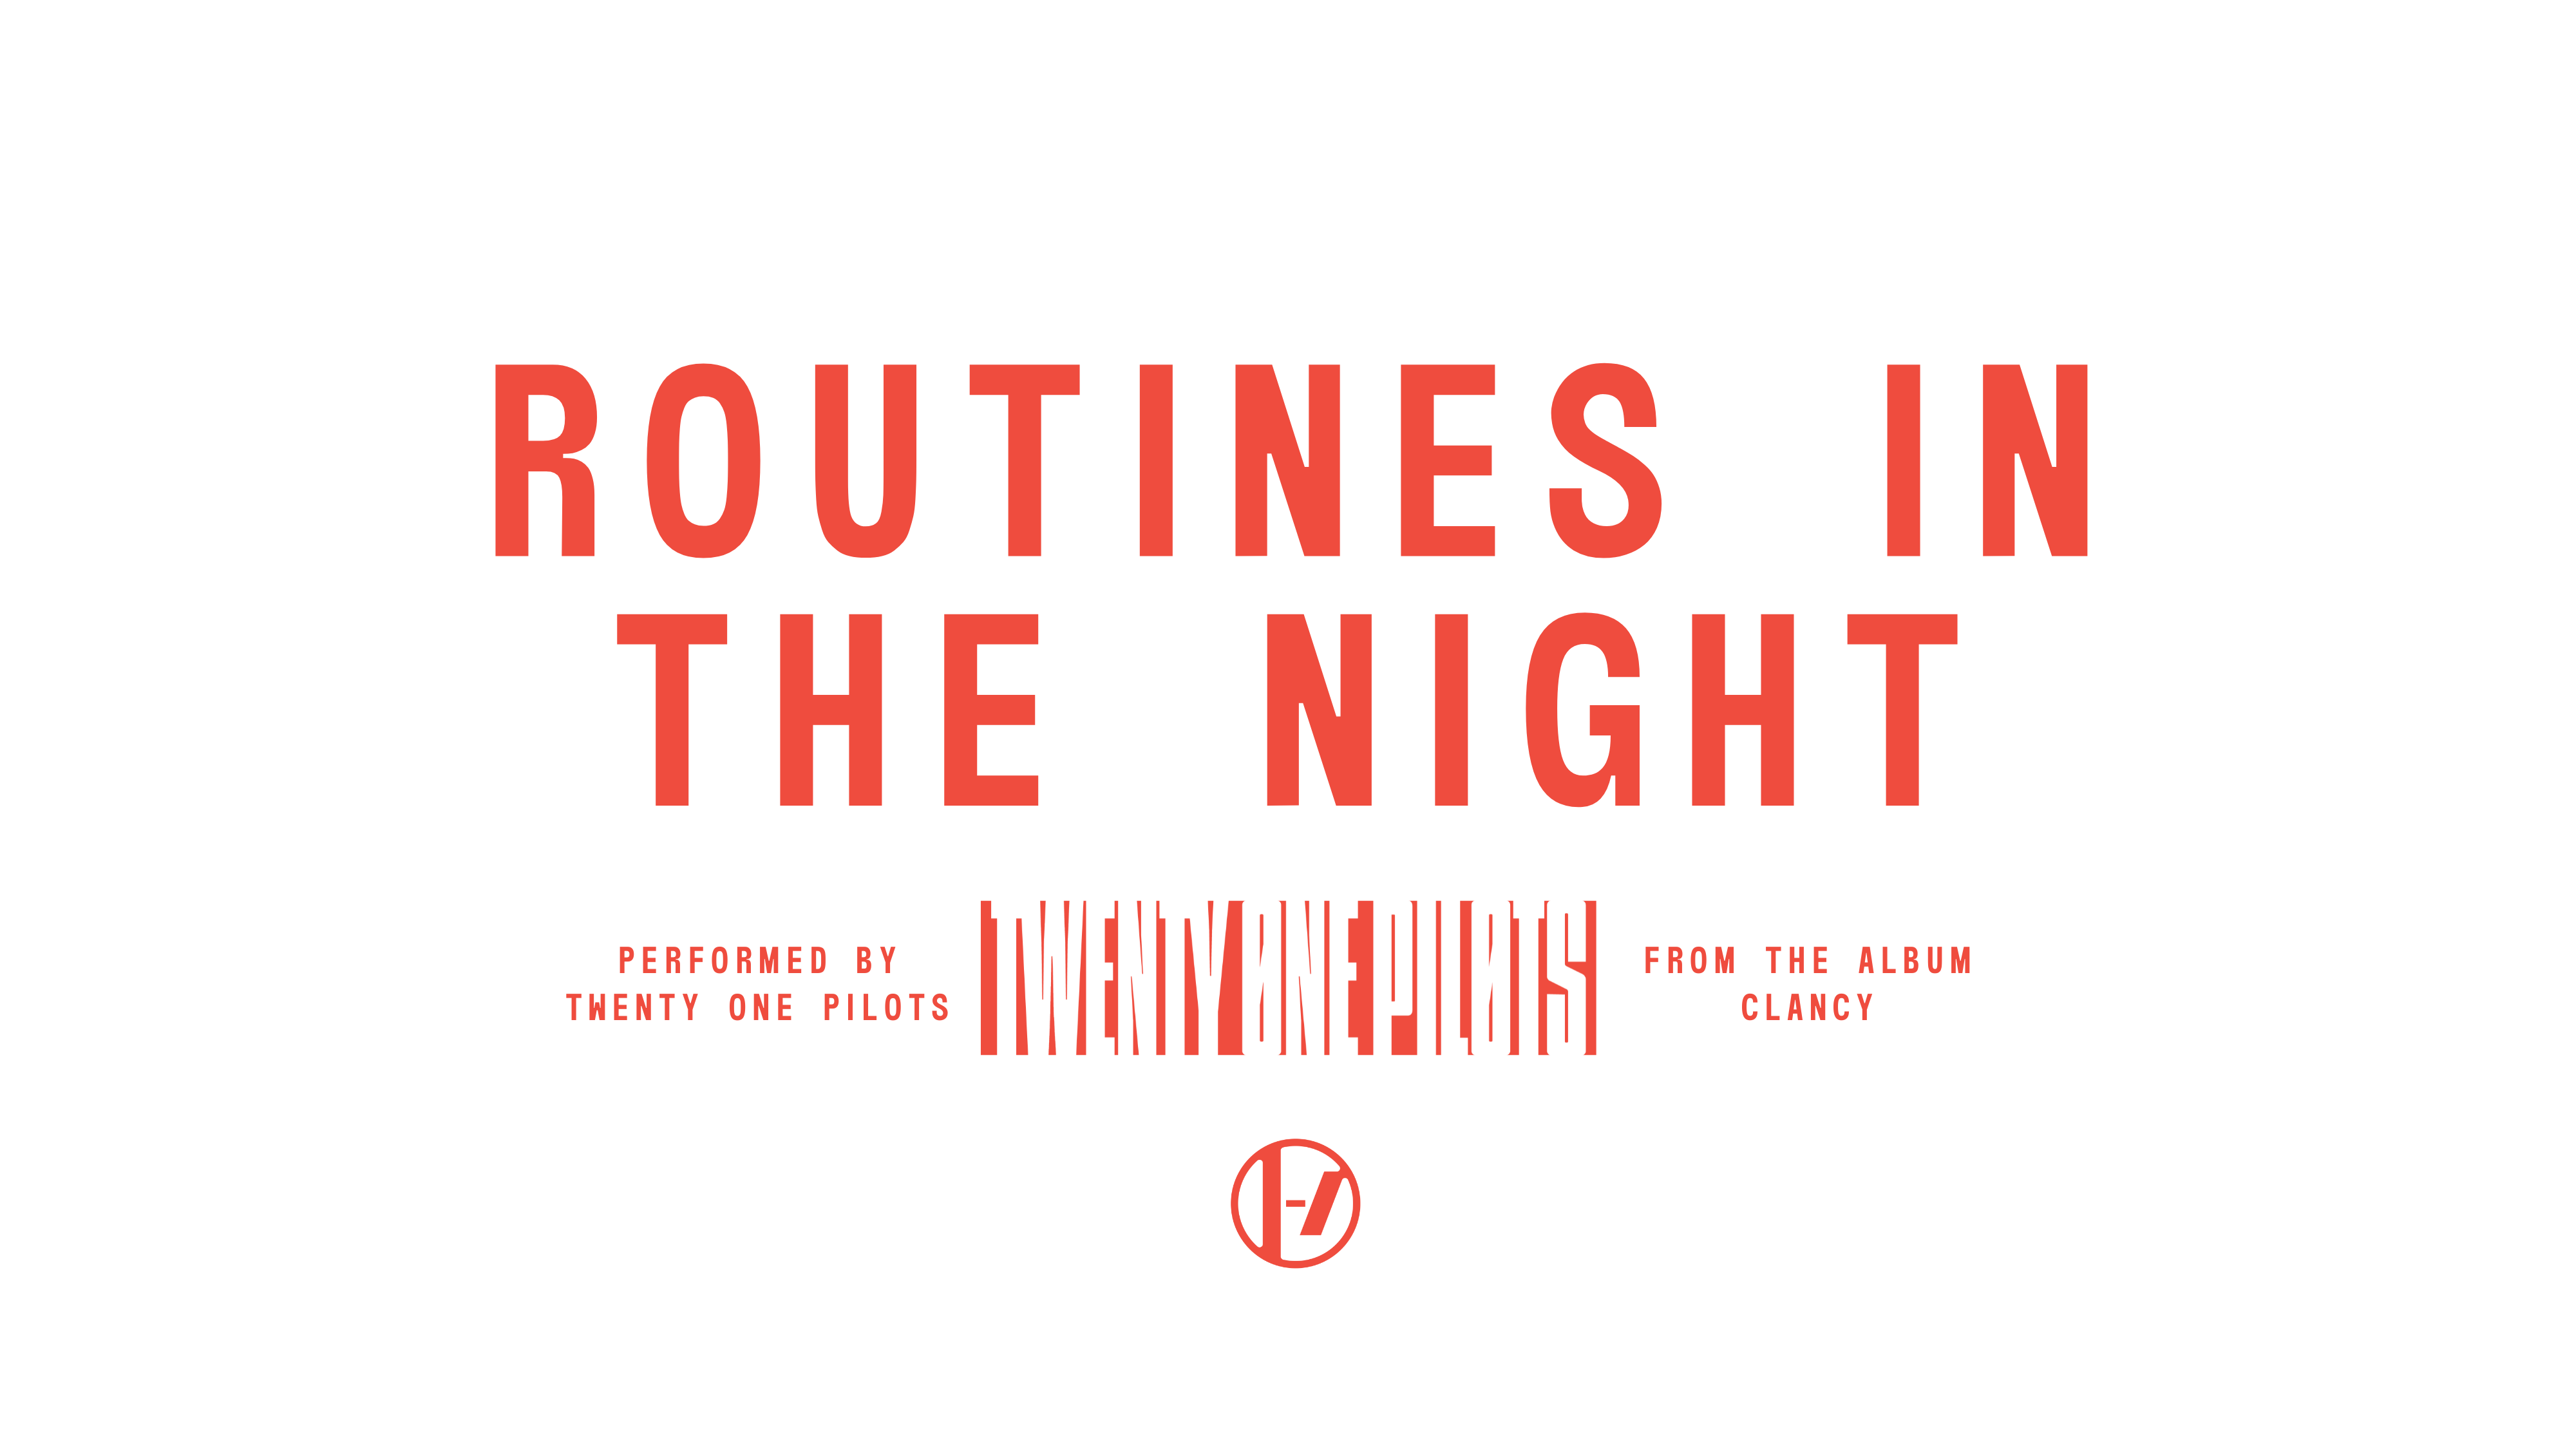 ROUTINES IN
THE NIGHT
PERFORMED BY
TWENTY ONE PILOTS
TWENTY ONE PILOTS
FROM THE ALBUM
CLANCY